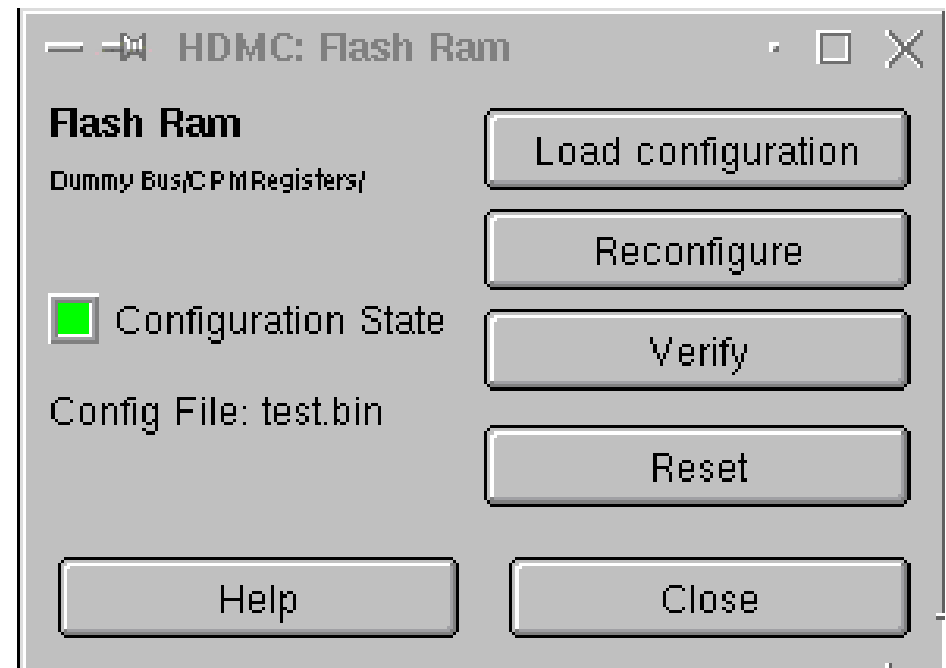 HDMC: Flash Ram
Flash Ram
Dummy Bus/CPMRegisters/
Load configuration
Reconfigure
Configuration State
Verify
Config File: test.bin
Reset
Help
Close